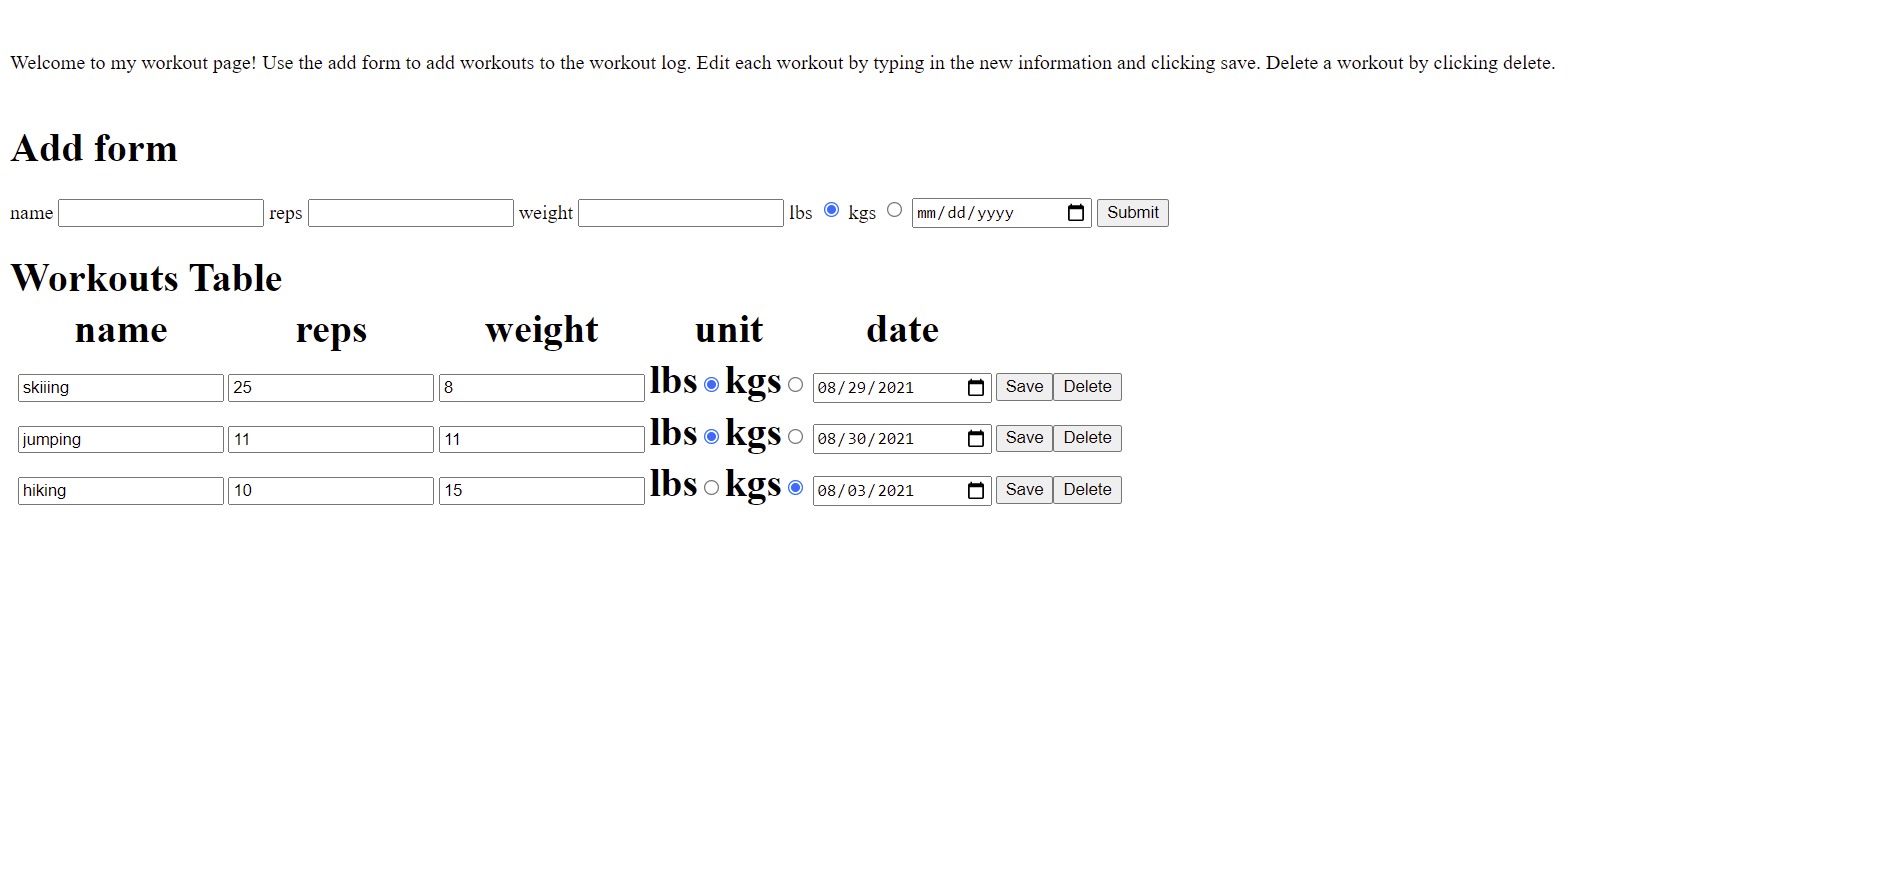 Welcome to my workout page! Use the add form to add workouts to the workout log. Edit each workout by typing in the new information and clicking save. Delete a workout by clicking delete.
Add form
name reps weight lbs kgs mm/dd/yyyy Submit
Workouts Table
name reps weight unit date
skiiing 25 8 lbs kgs 08/29/2021 Save Delete
jumping 11 11 lbs kgs 08/30/2021 Save Delete
hiking 10 15 lbs kgs 08/03/2021 Save Delete